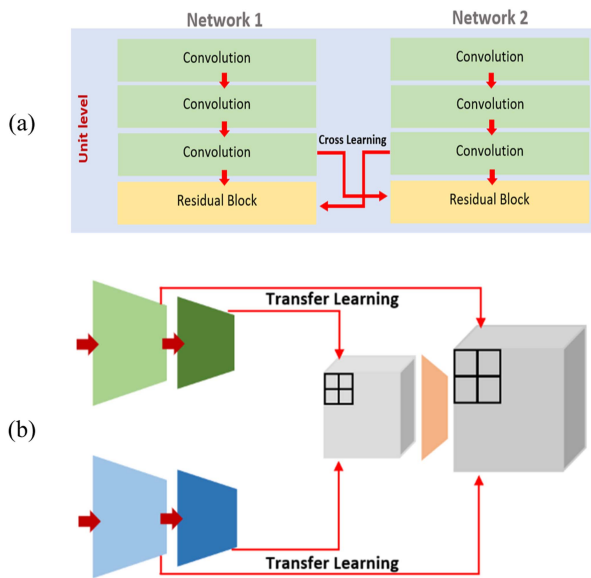 Network 1
Network 2
(a)
Unit level
Convolution
Convolution
Convolution
Residual Block
Cross Learning
Convolution
Convolution
Convolution
Residual Block
(b)
Transfer Learning
Transfer Learning